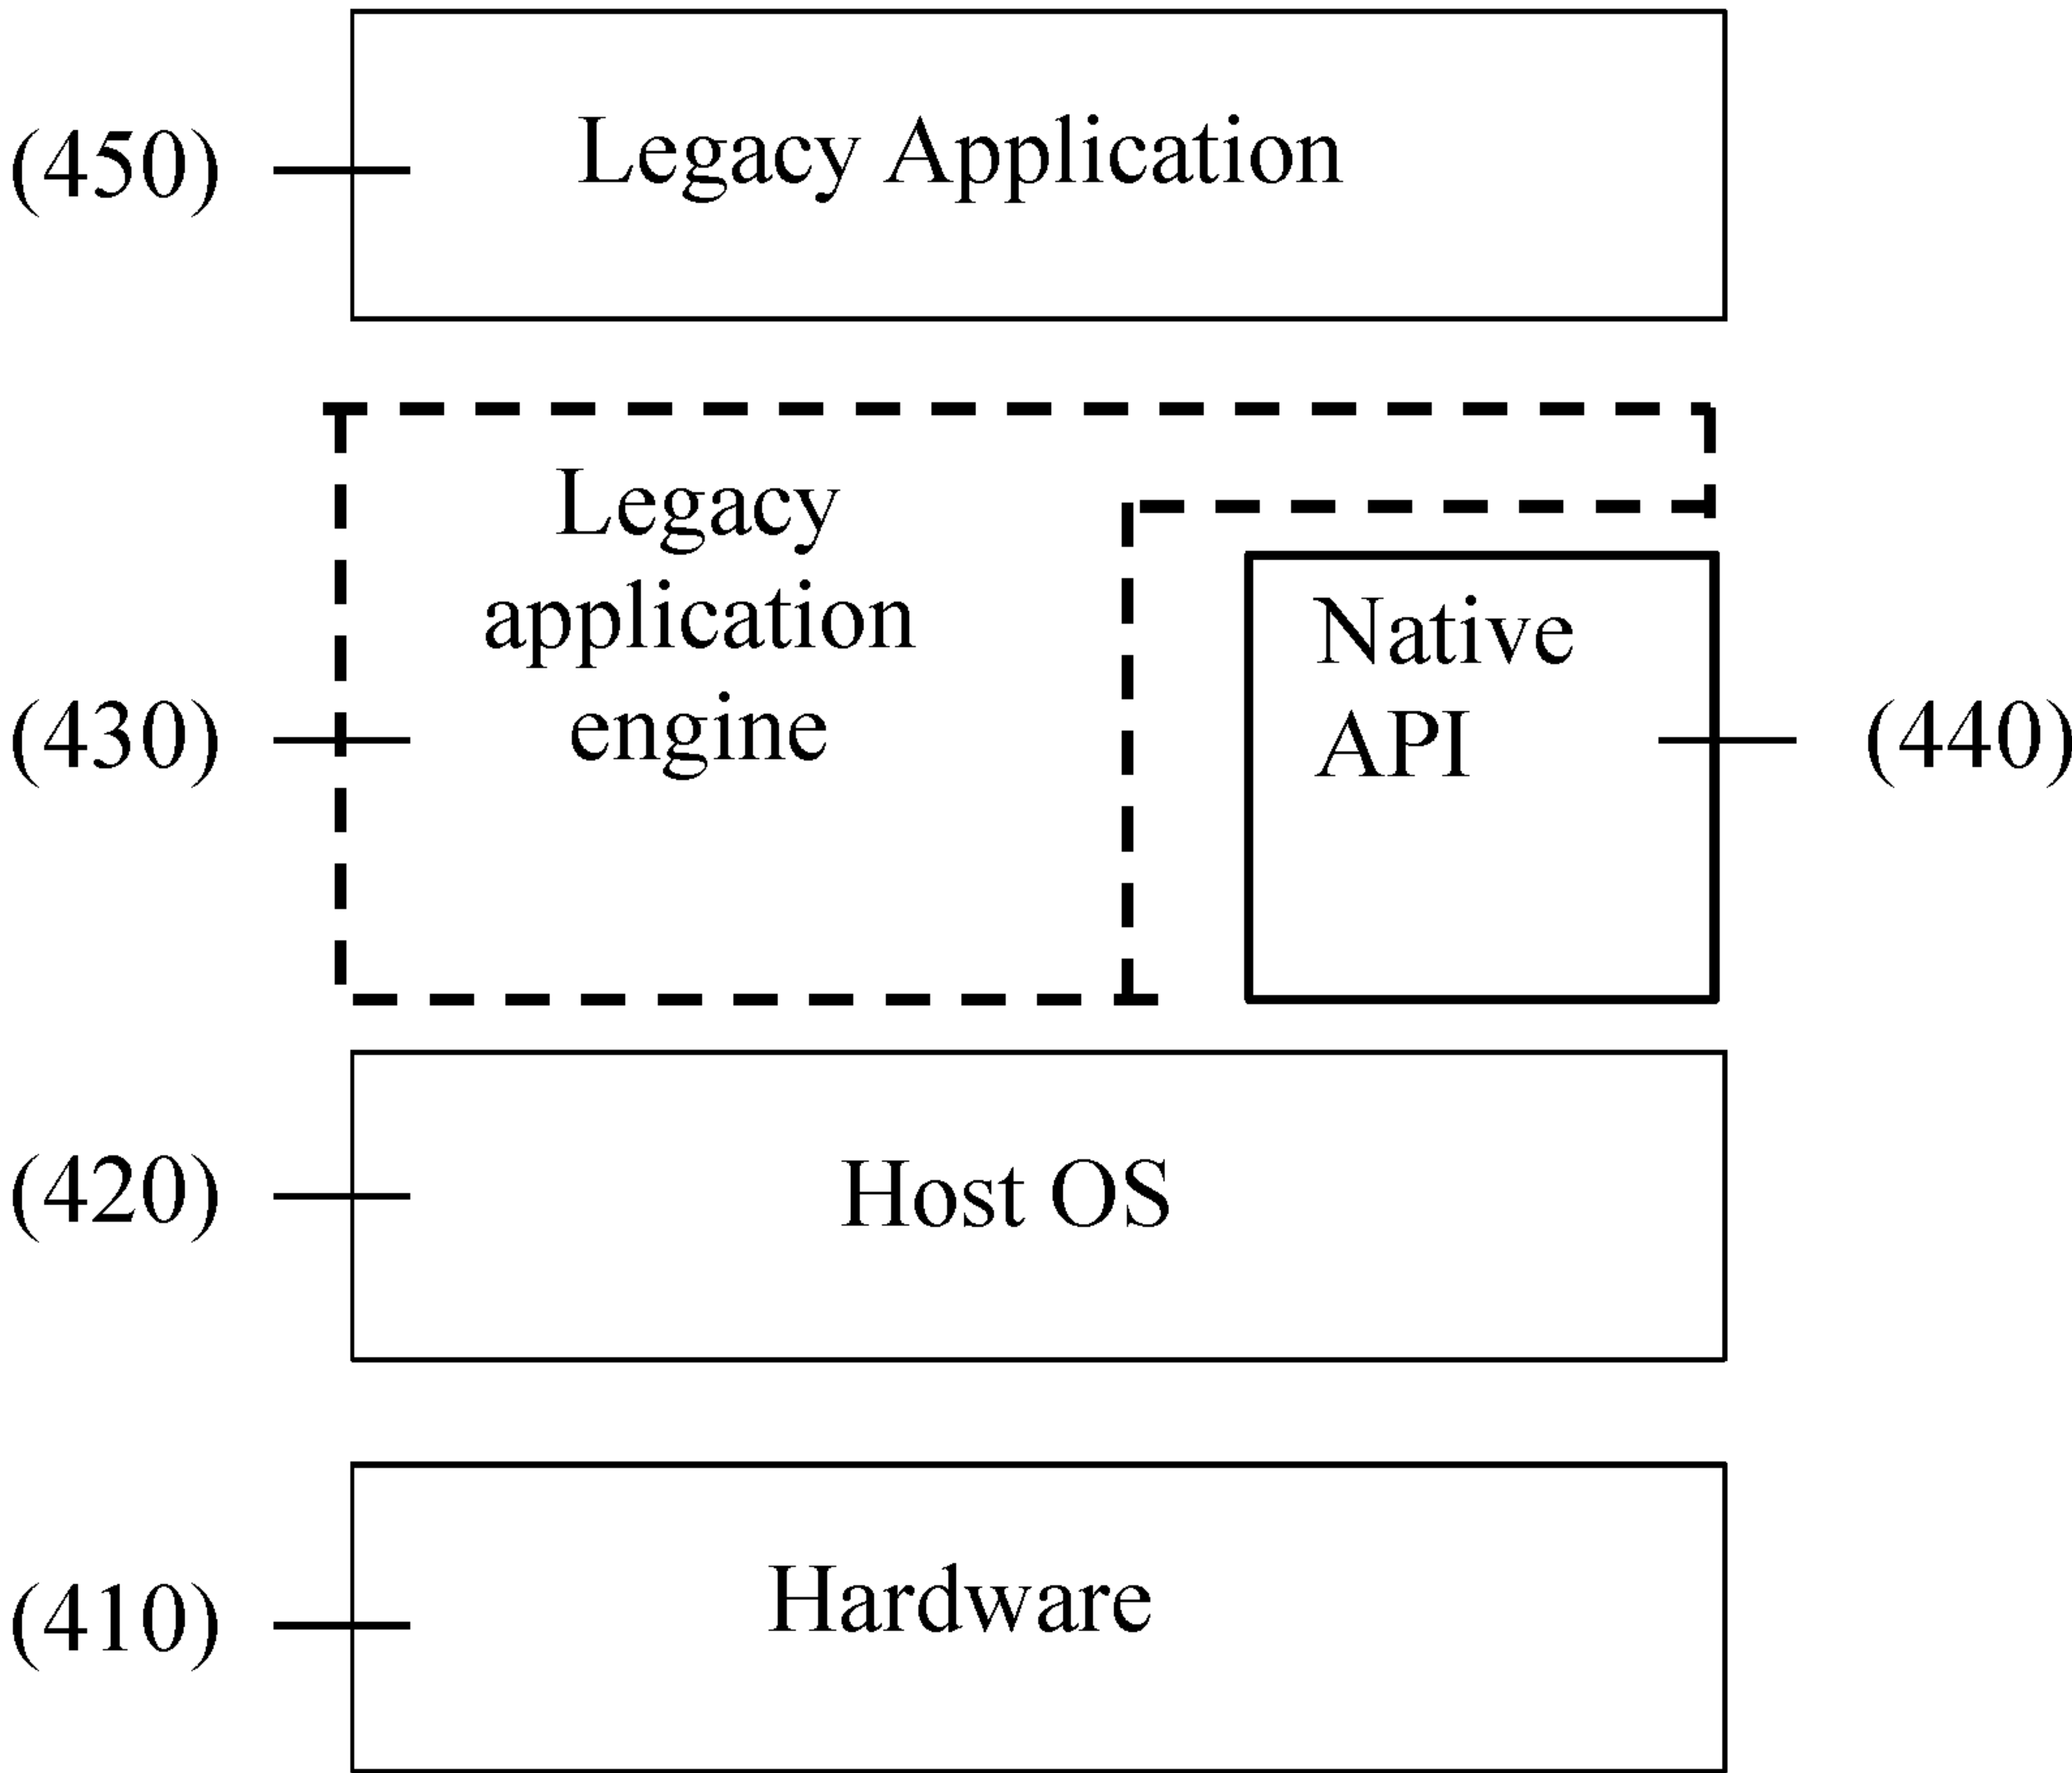 (450)
Legacy Application
Legacy
application
engine
(430)
Native
API
(440)
(420)
Host OS
(410)
Hardware